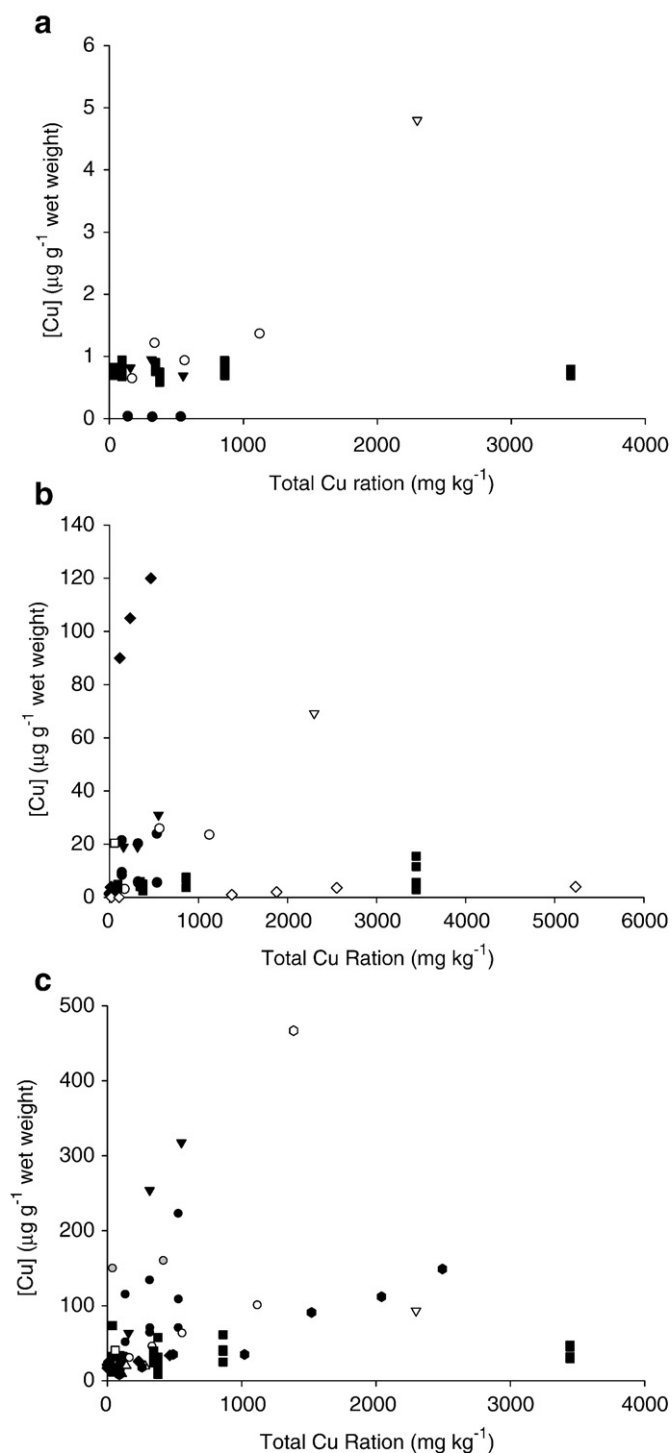 a
6
5
4
3
2
1
0
[Cu] (µg g⁻¹ wet weight)
0 1000 2000 3000 4000
Total Cu ration (mg kg⁻¹)
b
140
120
100
80
60
40
20
0
[Cu] (µg g⁻¹ wet weight)
0 1000 2000 3000 4000 5000 6000
Total Cu Ration (mg kg⁻¹)
c
500
400
300
200
100
0
[Cu] (µg g⁻¹ wet weight)
0 1000 2000 3000 4000
Total Cu Ration (mg kg⁻¹)